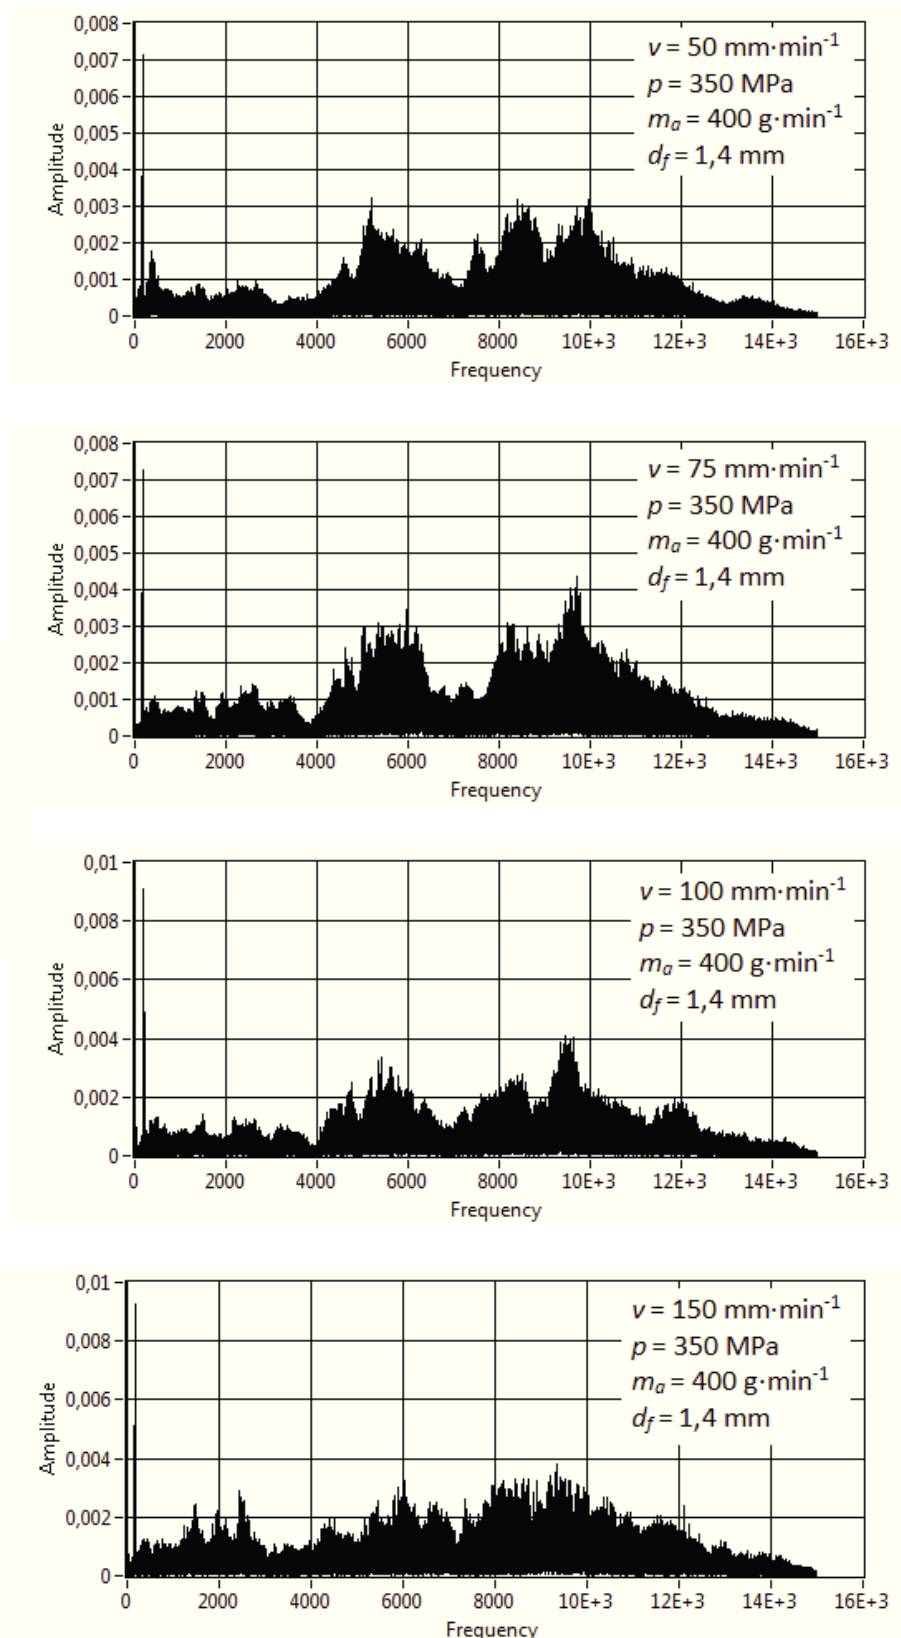 0,008
0,007
0,006
0,005
0,004
0,003
0,002
0,001
0
Amplitude
v = 50 mm·min⁻¹
p = 350 MPa
mₐ = 400 g·min⁻¹
d_f = 1,4 mm
0 2000 4000 6000 8000 10E+3 12E+3 14E+3 16E+3
Frequency
0,008
0,007
0,006
0,005
0,004
0,003
0,002
0,001
0
Amplitude
v = 75 mm·min⁻¹
p = 350 MPa
mₐ = 400 g·min⁻¹
d_f = 1,4 mm
0 2000 4000 6000 8000 10E+3 12E+3 14E+3 16E+3
Frequency
0,01
0,008
0,006
0,004
0,002
0
Amplitude
v = 100 mm·min⁻¹
p = 350 MPa
mₐ = 400 g·min⁻¹
d_f = 1,4 mm
0 2000 4000 6000 8000 10E+3 12E+3 14E+3 16E+3
Frequency
0,01
0,008
0,006
0,004
0,002
0
Amplitude
v = 150 mm·min⁻¹
p = 350 MPa
mₐ = 400 g·min⁻¹
d_f = 1,4 mm
0 2000 4000 6000 8000 10E+3 12E+3 14E+3 16E+3
Frequency